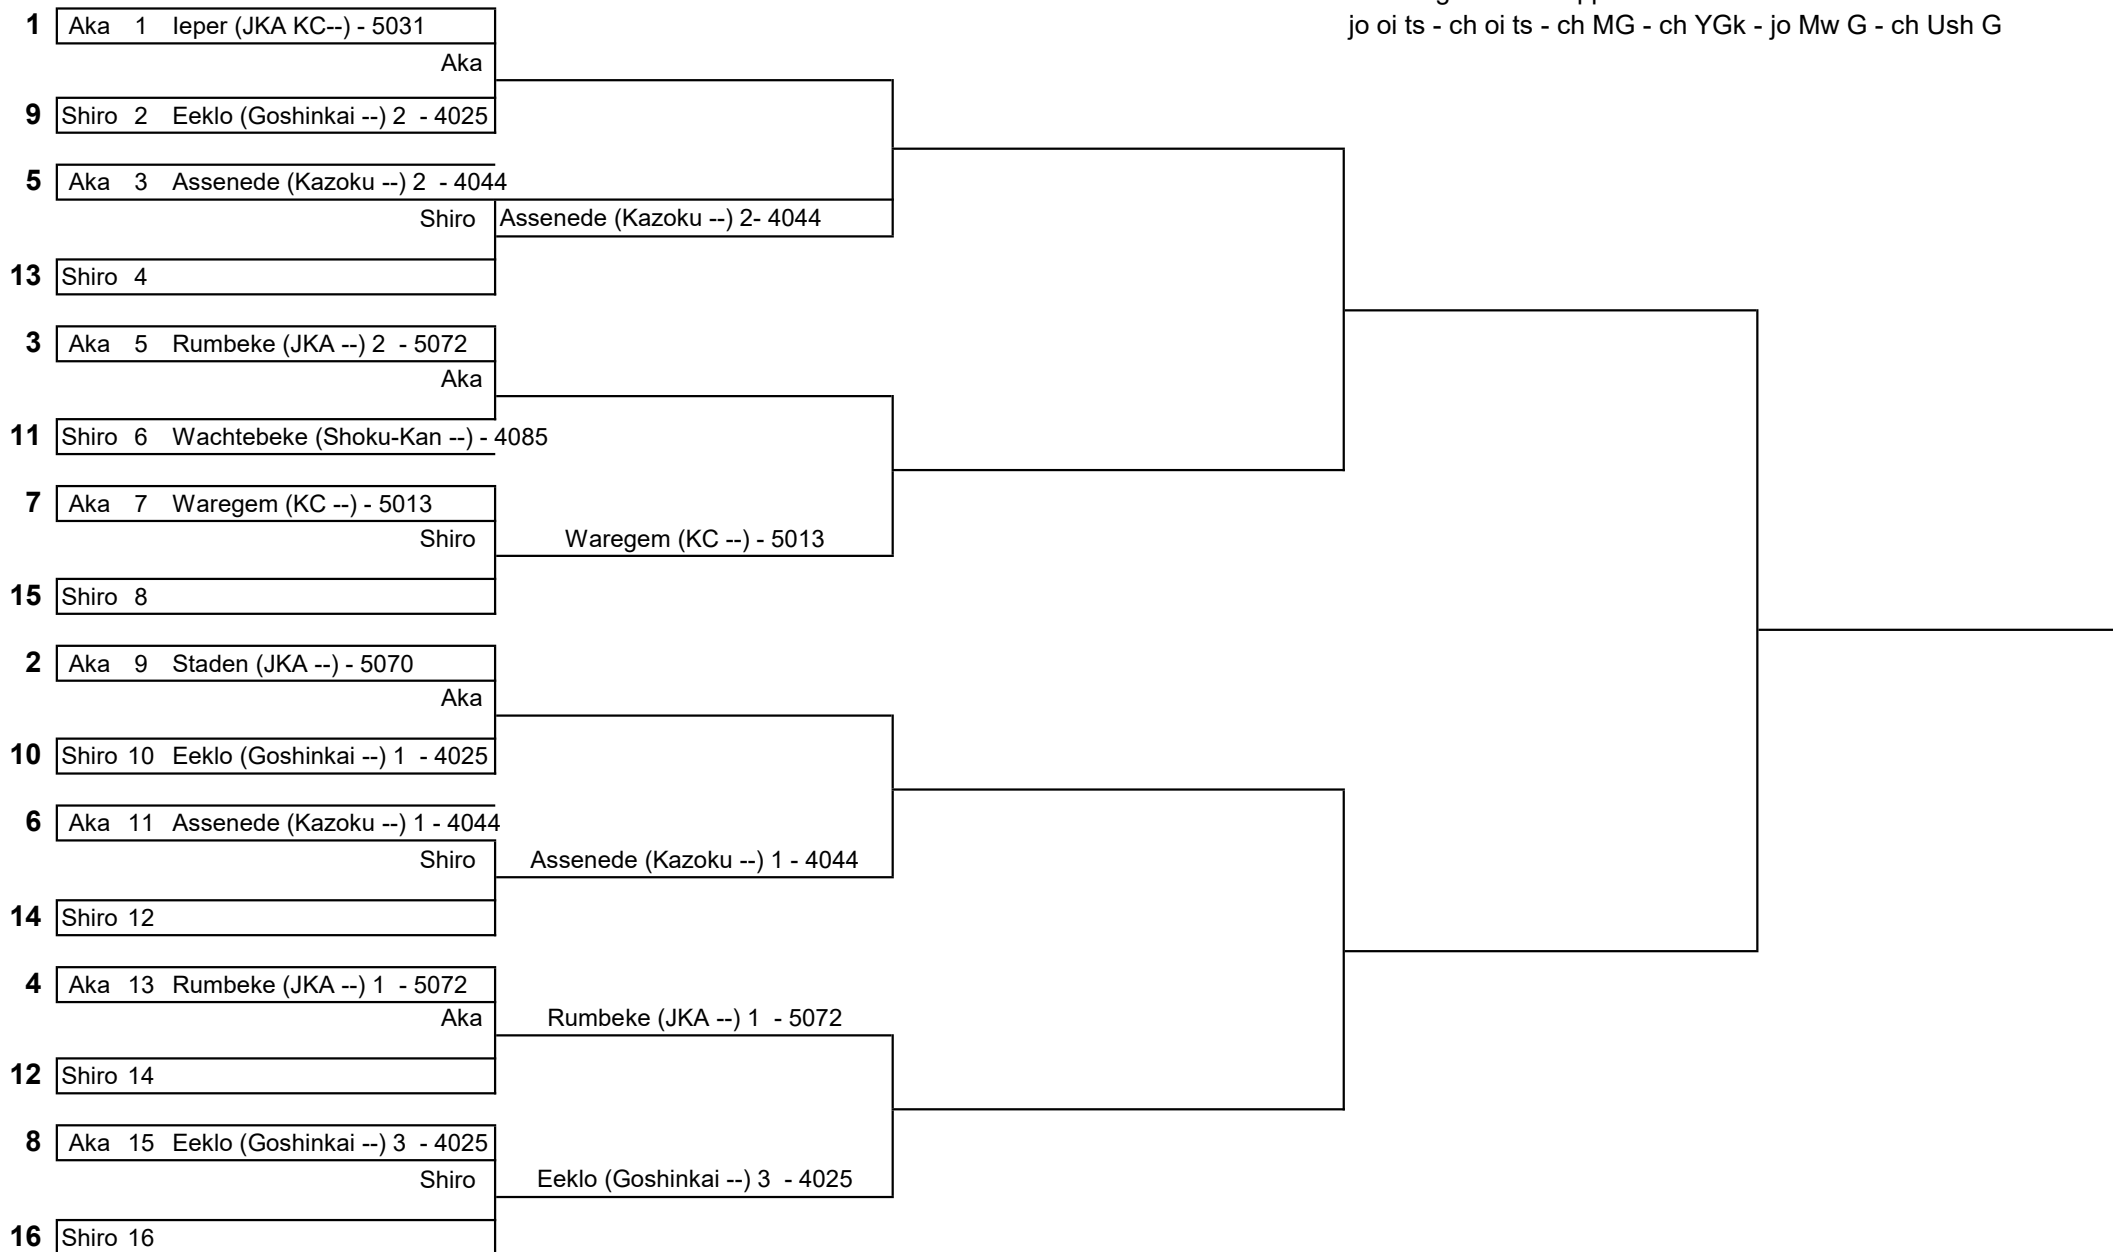 jo oi ts - ch oi ts - ch MG - ch YGk - jo Mw G - ch Ush G
1 Aka 1 Ieper (JKA KC--) - 5031
Aka
9 Shiro 2 Eeklo (Goshinkai --) 2 - 4025
5 Aka 3 Assenede (Kazoku --) 2 - 4044
Shiro Assenede (Kazoku --) 2- 4044
13 Shiro 4
3 Aka 5 Rumbeke (JKA --) 2 - 5072
Aka
11 Shiro 6 Wachtebeke (Shoku-Kan --) - 4085
7 Aka 7 Waregem (KC --) - 5013
Shiro Waregem (KC --) - 5013
15 Shiro 8
2 Aka 9 Staden (JKA --) - 5070
Aka
10 Shiro 10 Eeklo (Goshinkai --) 1 - 4025
6 Aka 11 Assenede (Kazoku --) 1 - 4044
Shiro Assenede (Kazoku --) 1 - 4044
14 Shiro 12
4 Aka 13 Rumbeke (JKA --) 1 - 5072
Aka Rumbeke (JKA --) 1 - 5072
12 Shiro 14
8 Aka 15 Eeklo (Goshinkai --) 3 - 4025
Shiro Eeklo (Goshinkai --) 3 - 4025
16 Shiro 16